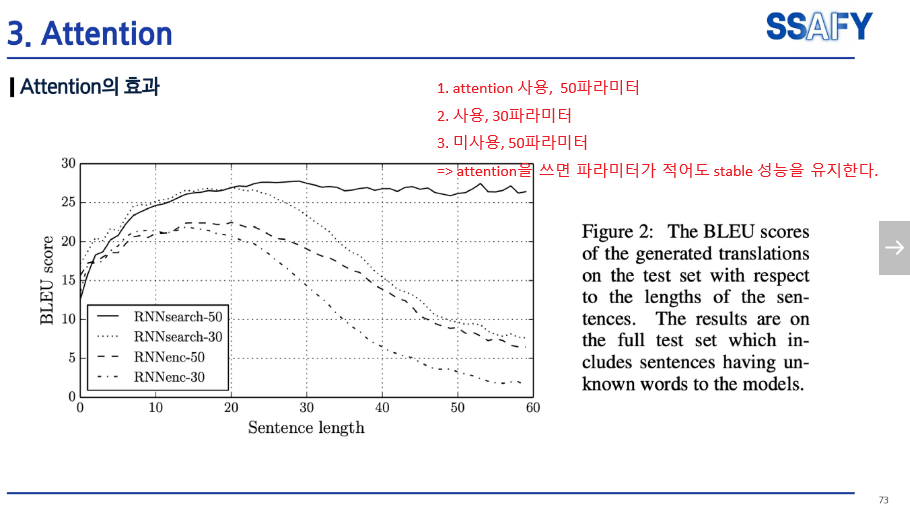 3. Attention
SSAFY
Attention의 효과
1. attention 사용, 50파라미터
2. 사용, 30파라미터
3. 미사용, 50파라미터
=> attention을 쓰면 파라미터가 적어도 stable 성능을 유지한다.
30
25
20
15
10
5
0
BLEU score
RNNsearch-50
RNNsearch-30
RNNenc-50
RNNenc-30
0 10 20 30 40 50 60
Sentence length
Figure 2: The BLEU scores
of the generated translations
on the test set with respect
to the lengths of the sen-
tences. The results are on
the full test set which in-
cludes sentences having un-
known words to the models.
73